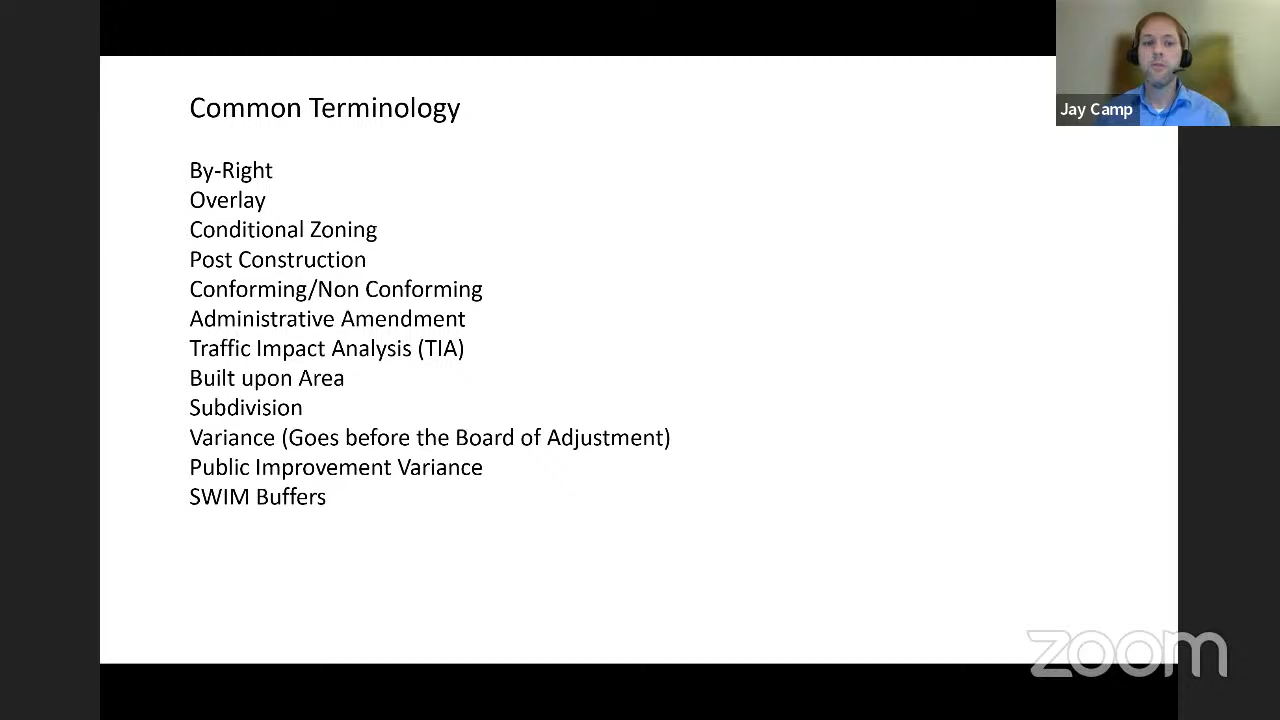 Common Terminology
By-Right
Overlay
Conditional Zoning
Post Construction
Conforming/Non Conforming
Administrative Amendment
Traffic Impact Analysis (TIA)
Built upon Area
Subdivision
Variance (Goes before the Board of Adjustment)
Public Improvement Variance
SWIM Buffers
Jay Camp
zoom